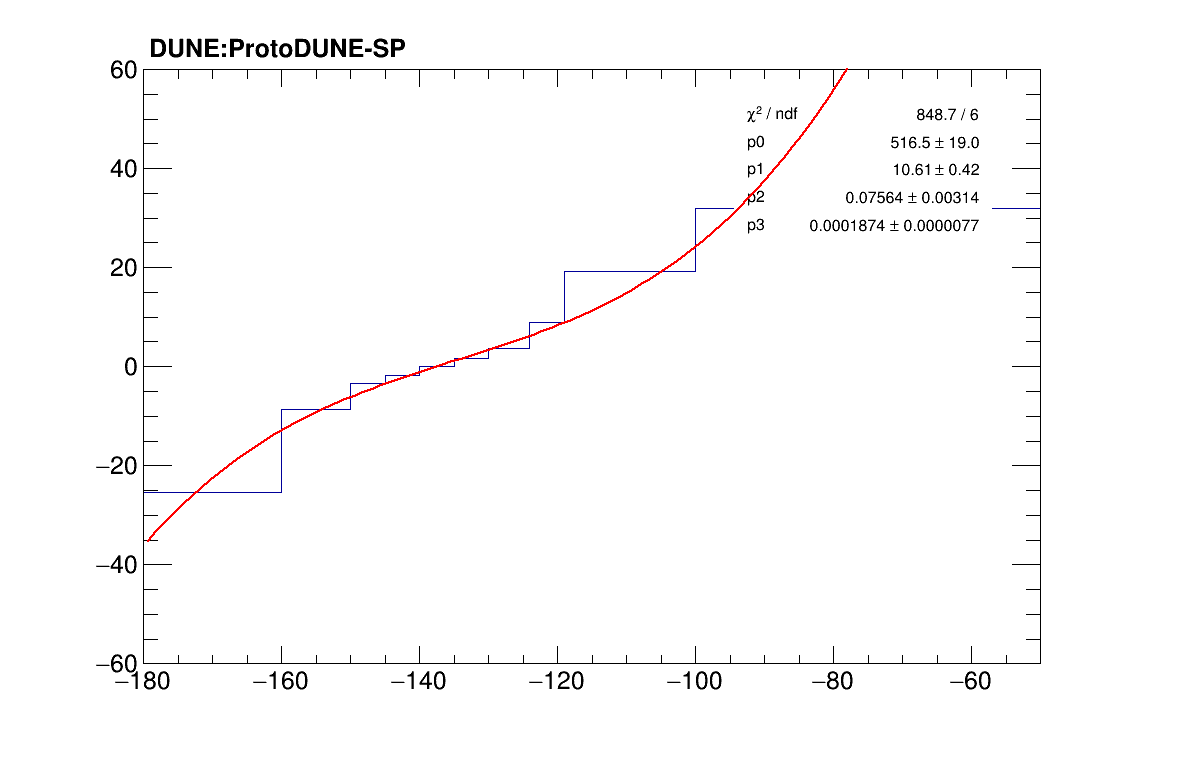 DUNE:ProtoDUNE-SP
60
χ² / ndf 848.7 / 6
p0 516.5 ± 19.0
40
p1 10.61 ± 0.42
p2 0.07564 ± 0.00314
p3 0.0001874 ± 0.0000077
20
0
−20
−40
−60
−180 −160 −140 −120 −100 −80 −60